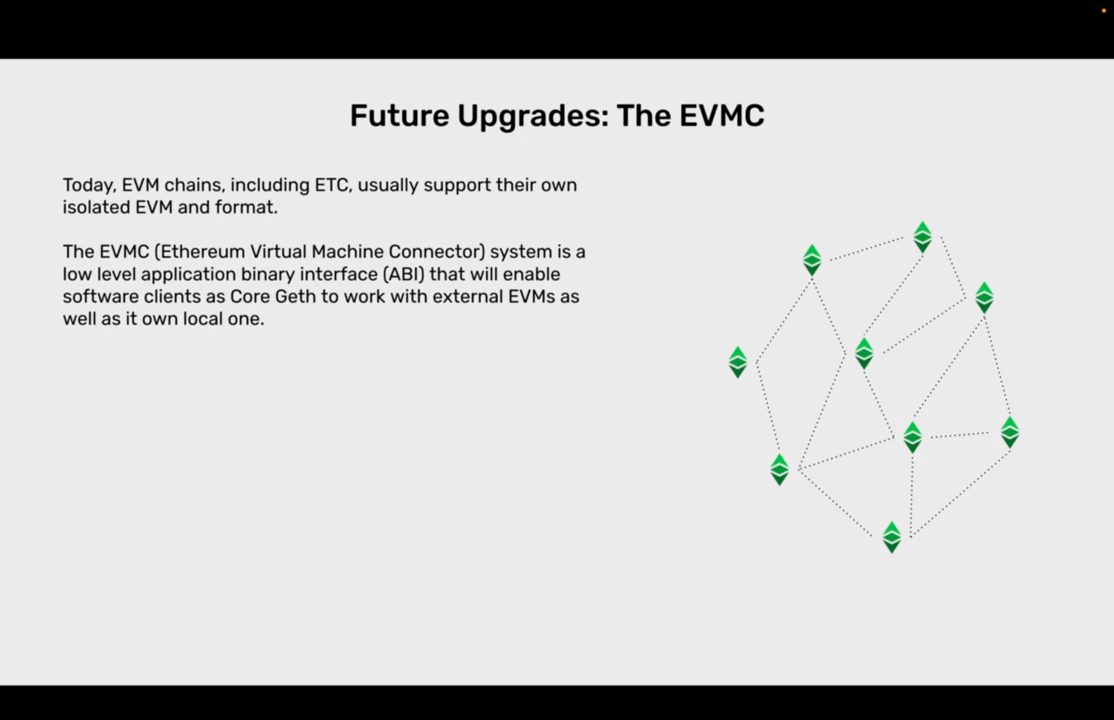 Future Upgrades: The EVMC
Today, EVM chains, including ETC, usually support their own
isolated EVM and format.
The EVMC (Ethereum Virtual Machine Connector) system is a
low level application binary interface (ABI) that will enable
software clients as Core Geth to work with external EVMs as
well as it own local one.